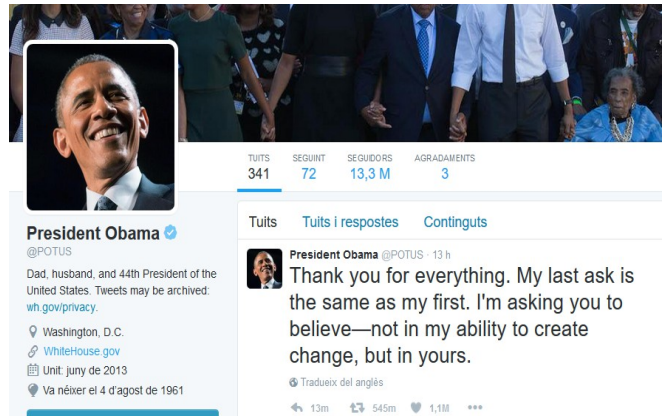 TUITS SEGUINT SEGUIDORS AGRADAMENTS
341 72 13,3 M 3
President Obama
@POTUS
Dad, husband, and 44th President of the
United States. Tweets may be archived:
wh.gov/privacy.
Washington, D.C.
WhiteHouse.gov
Unit: juny de 2013
Va néixer el 4 d'agost de 1961
Tuits Tuits i respostes Continguts
President Obama @POTUS · 13 h
Thank you for everything. My last ask is
the same as my first. I'm asking you to
believe—not in my ability to create
change, but in yours.
Tradueix del anglès
13m 545m 1,1M